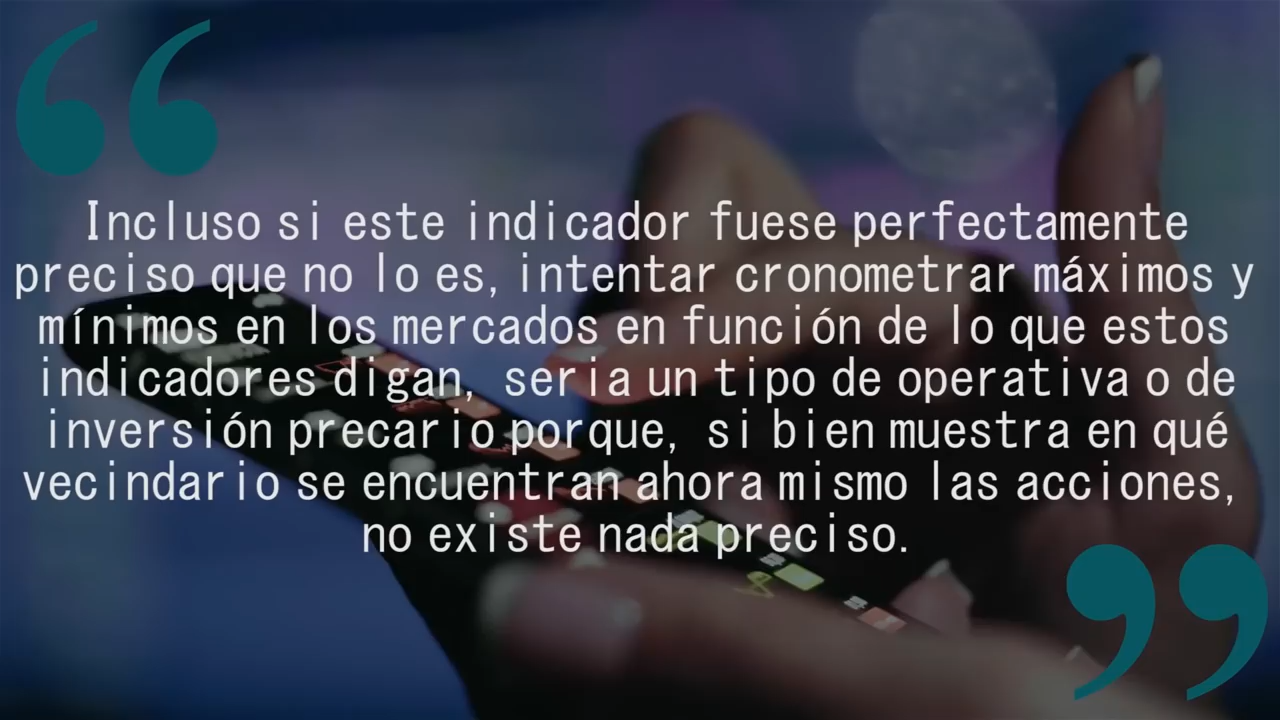 Incluso si este indicador fuese perfectamente
preciso que no lo es, intentar cronometrar máximos y
mínimos en los mercados en función de lo que estos
indicadores digan, seria un tipo de operativa o de
inversión precario porque, si bien muestra en qué
vecindario se encuentran ahora mismo las acciones,
no existe nada preciso.